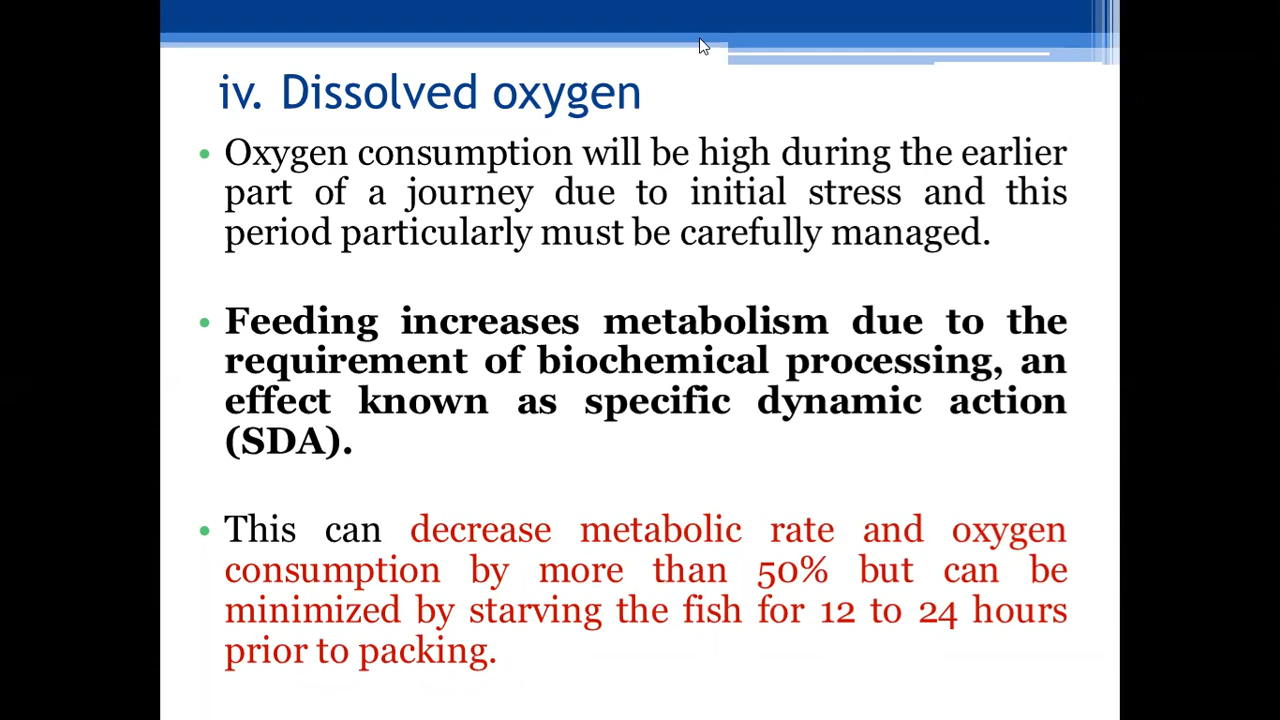 iv. Dissolved oxygen
• Oxygen consumption will be high during the earlier
part of a journey due to initial stress and this
period particularly must be carefully managed.
• Feeding increases metabolism due to the
requirement of biochemical processing, an
effect known as specific dynamic action
(SDA).
• This can decrease metabolic rate and oxygen
consumption by more than 50% but can be
minimized by starving the fish for 12 to 24 hours
prior to packing.